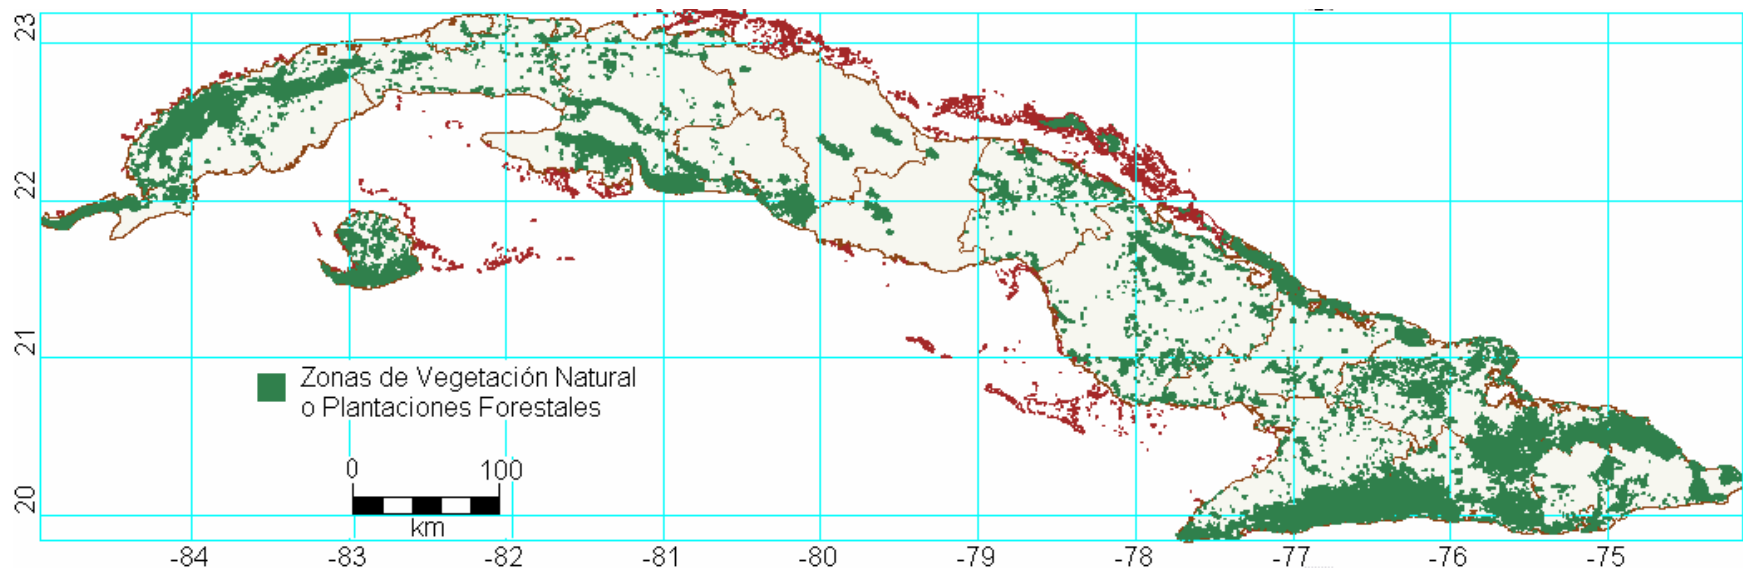 23
22
21
20
Zonas de Vegetación Natural
o Plantaciones Forestales
0 100
km
-84 -83 -82 -81 -80 -79 -78 -77 -76 -75